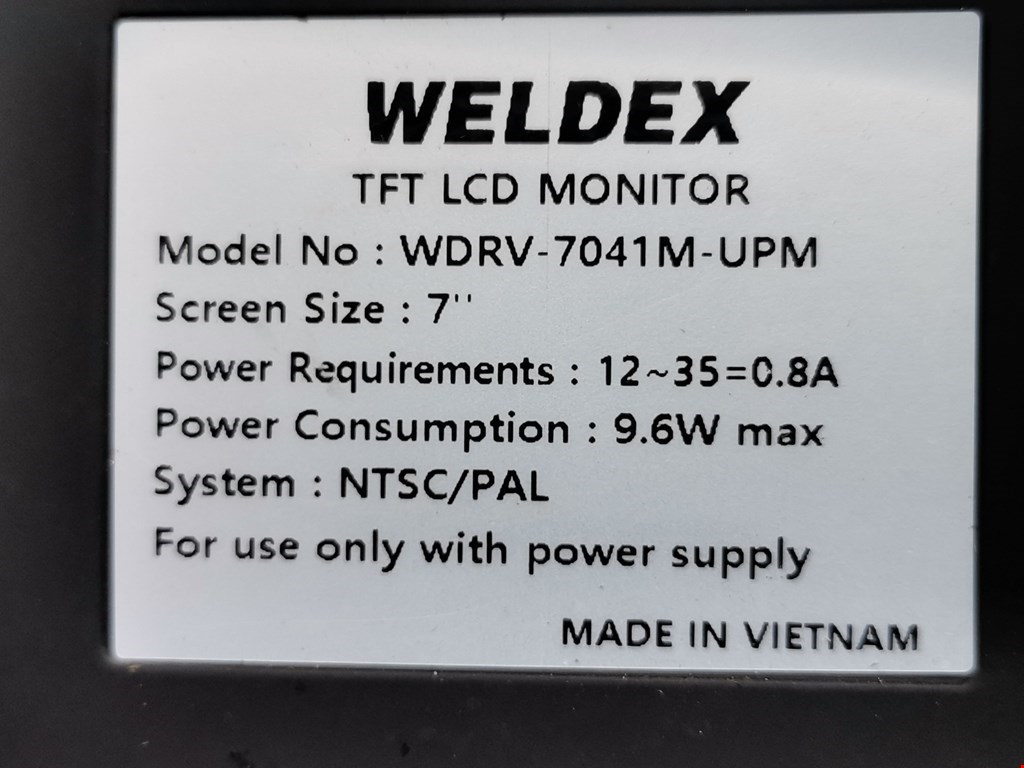 WELDEX
TFT LCD MONITOR
Model No : WDRV-7041M-UPM
Screen Size : 7''
Power Requirements : 12~35=0.8A
Power Consumption : 9.6W max
System : NTSC/PAL
For use only with power supply
MADE IN VIETNAM